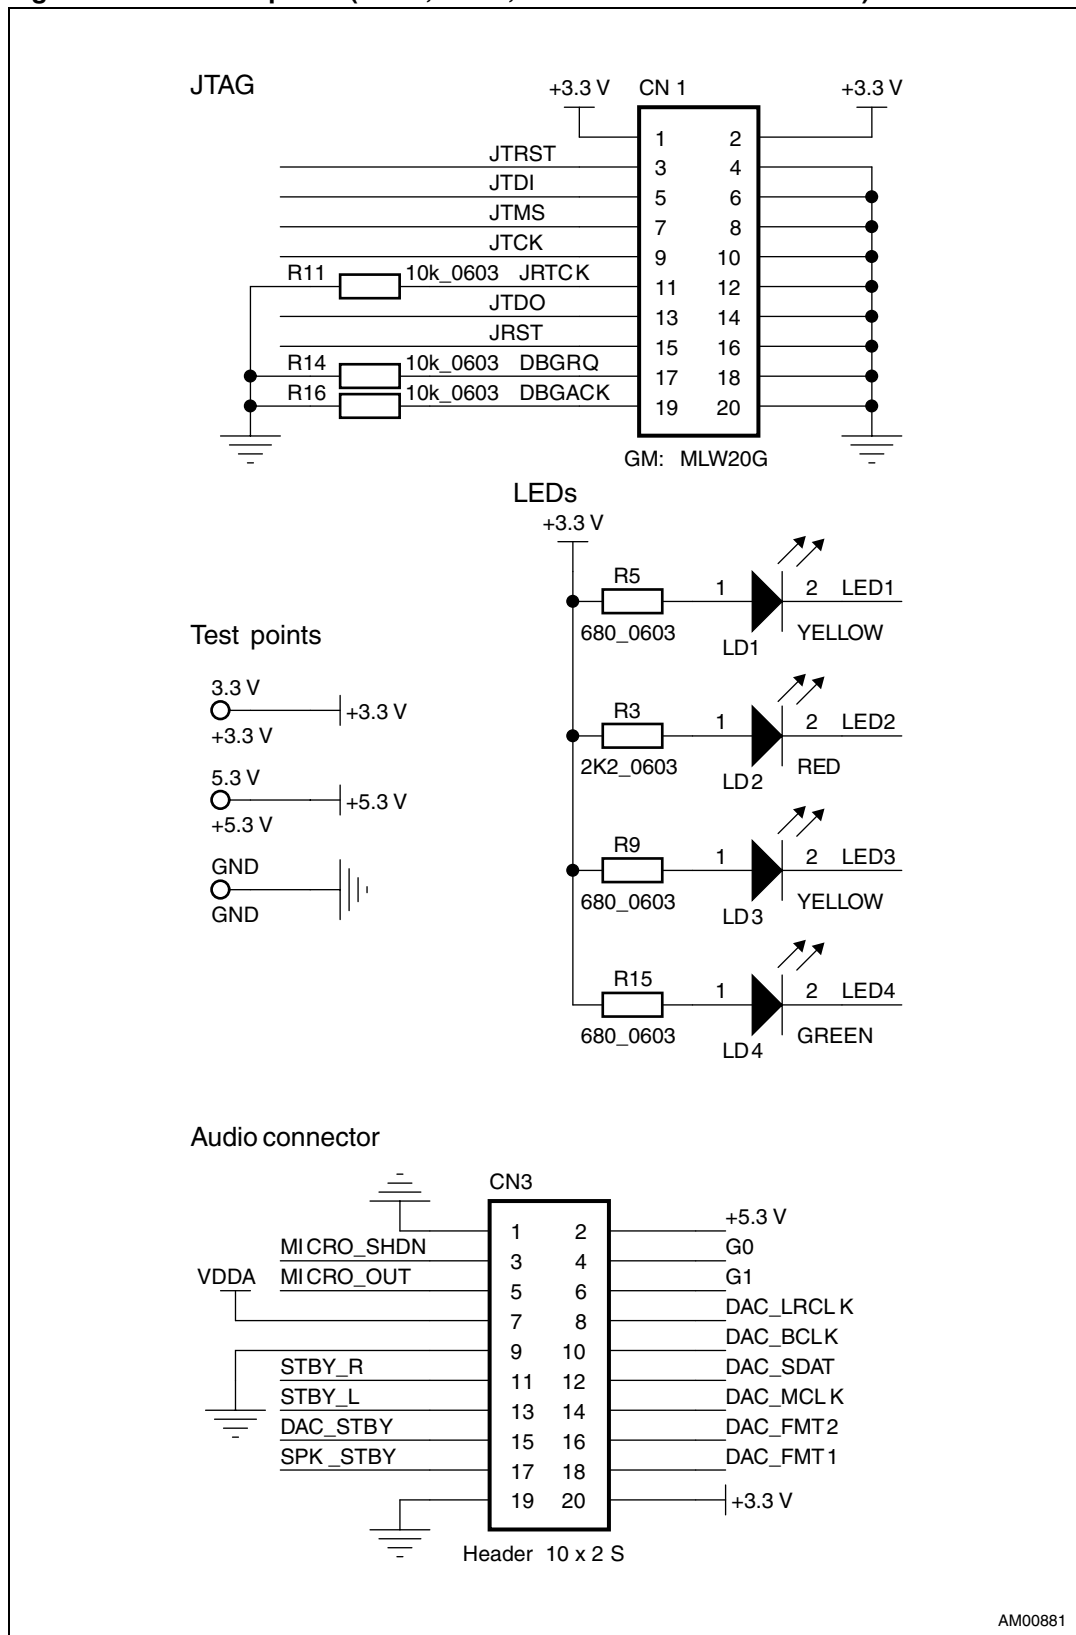 JTAG
+3.3 V CN 1 +3.3 V
1 2
JTRST 3 4
JTDI 5 6
JTMS 7 8
JTCK 9 10
R11 10k_0603 JRTCK 11 12
JTDO 13 14
JRST 15 16
R14 10k_0603 DBGRQ 17 18
R16 10k_0603 DBGACK 19 20
GM: MLW20G
LEDs
+3.3 V
R5 1 2 LED1
680_0603 LD1 YELLOW
R3 1 2 LED2
2K2_0603 LD2 RED
R9 1 2 LED3
680_0603 LD3 YELLOW
R15 1 2 LED4
680_0603 LD4 GREEN
Test points
3.3 V
+3.3 V
+3.3 V
5.3 V
+5.3 V
+5.3 V
GND
GND
Audio connector
CN3
1 2 +5.3 V
MICRO_SHDN 3 4 G0
VDDA MICRO_OUT 5 6 G1
7 8 DAC_LRCLK
9 10 DAC_BCLK
STBY_R 11 12 DAC_SDAT
STBY_L 13 14 DAC_MCLK
DAC_STBY 15 16 DAC_FMT2
SPK_STBY 17 18 DAC_FMT1
19 20 +3.3 V
Header 10 x 2 S
AM00881